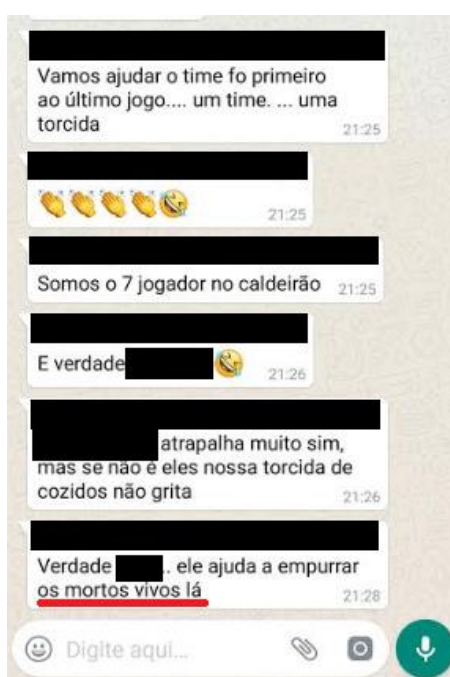 Vamos ajudar o time fo primeiro
ao último jogo.... um time. ... uma
torcida
21:25
👏👏👏👏🤣
21:25
Somos o 7 jogador no caldeirão
21:25
E verdade 🤣
21:26
atrapalha muito sim,
mas se não é eles nossa torcida de
cozidos não grita
21:26
Verdade .. ele ajuda a empurrar
os mortos vivos lá
21:28
Digite aqui...